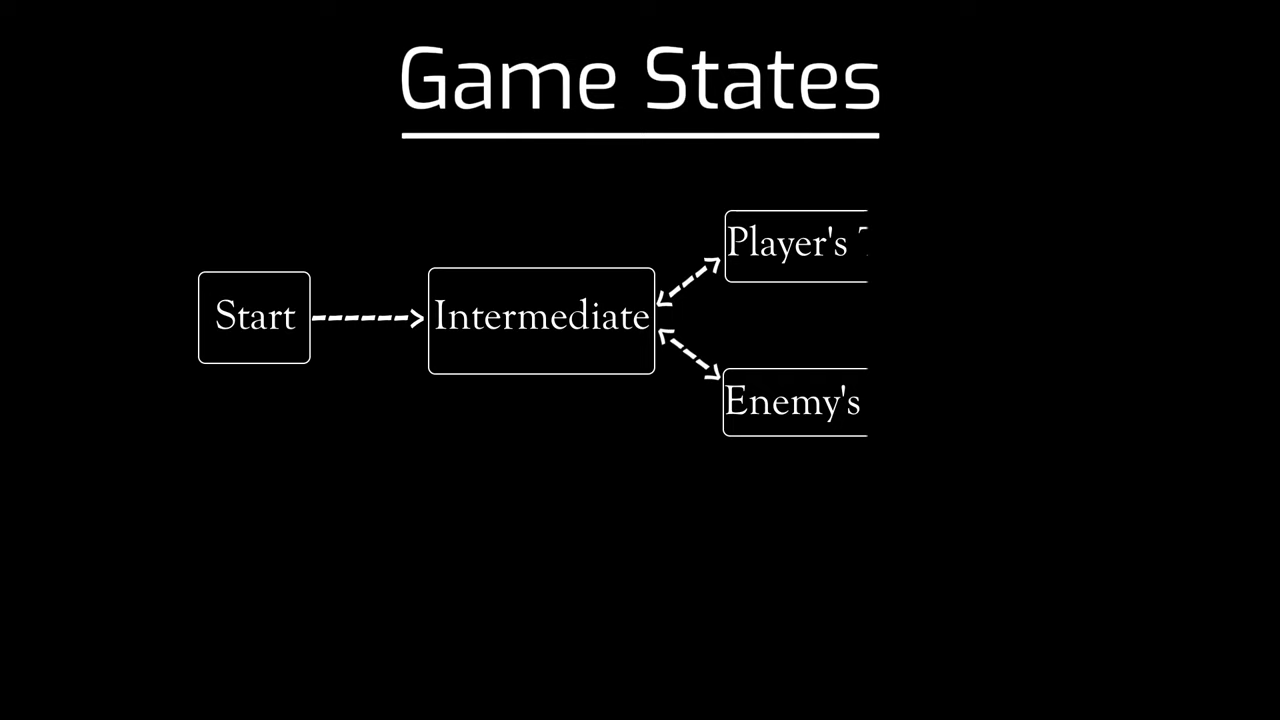 Game States
Player's
Start
Intermediate
Enemy's